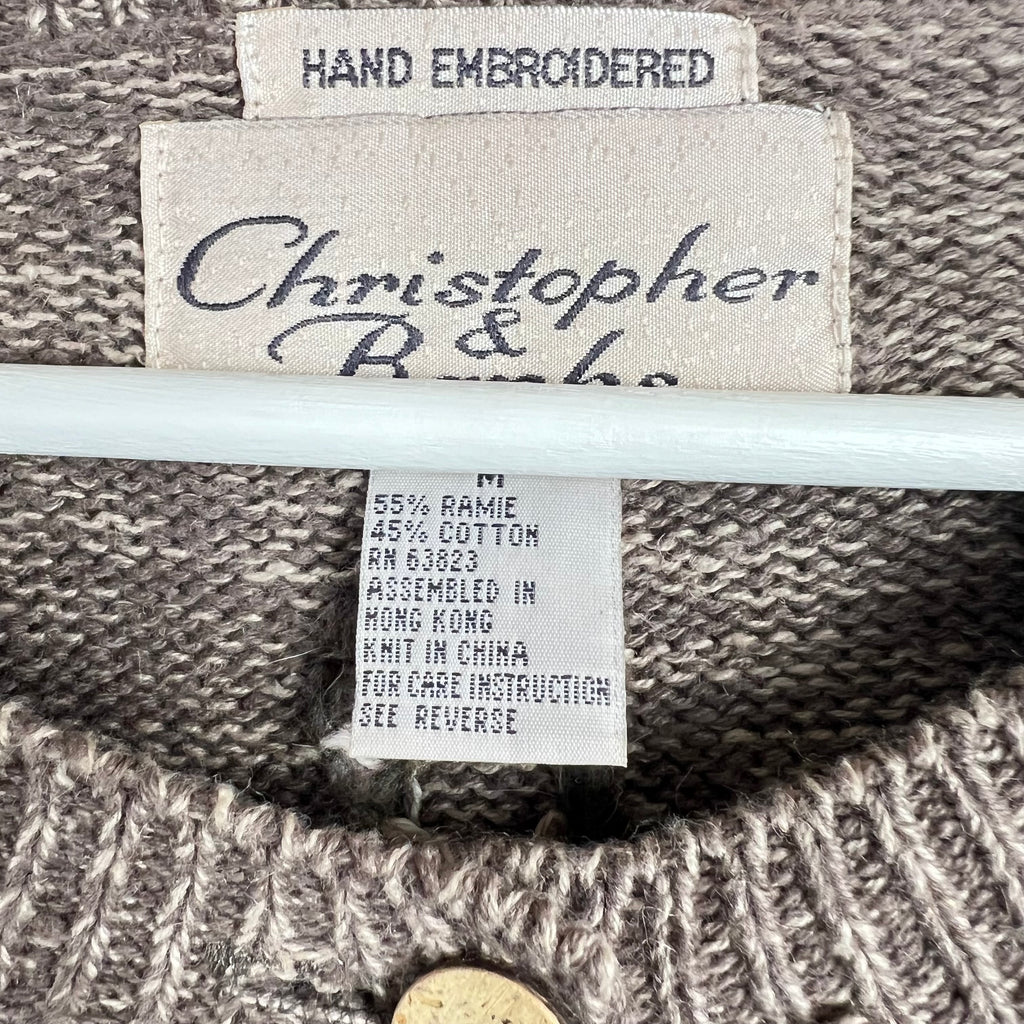 HAND EMBROIDERED
Christopher
&
M
55% RAMIE
45% COTTON
RN 63823
ASSEMBLED IN
HONG KONG
KNIT IN CHINA
FOR CARE INSTRUCTION
SEE REVERSE